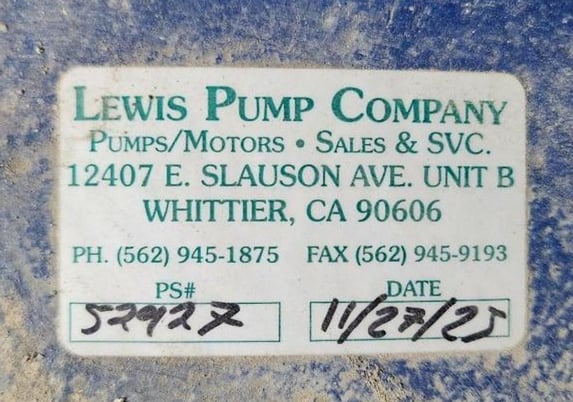 LEWIS PUMP COMPANY
PUMPS/MOTORS • SALES & SVC.
12407 E. SLAUSON AVE. UNIT B
WHITTIER, CA 90606
PH. (562) 945-1875 FAX (562) 945-9193
PS# DATE
52927 11/27/25